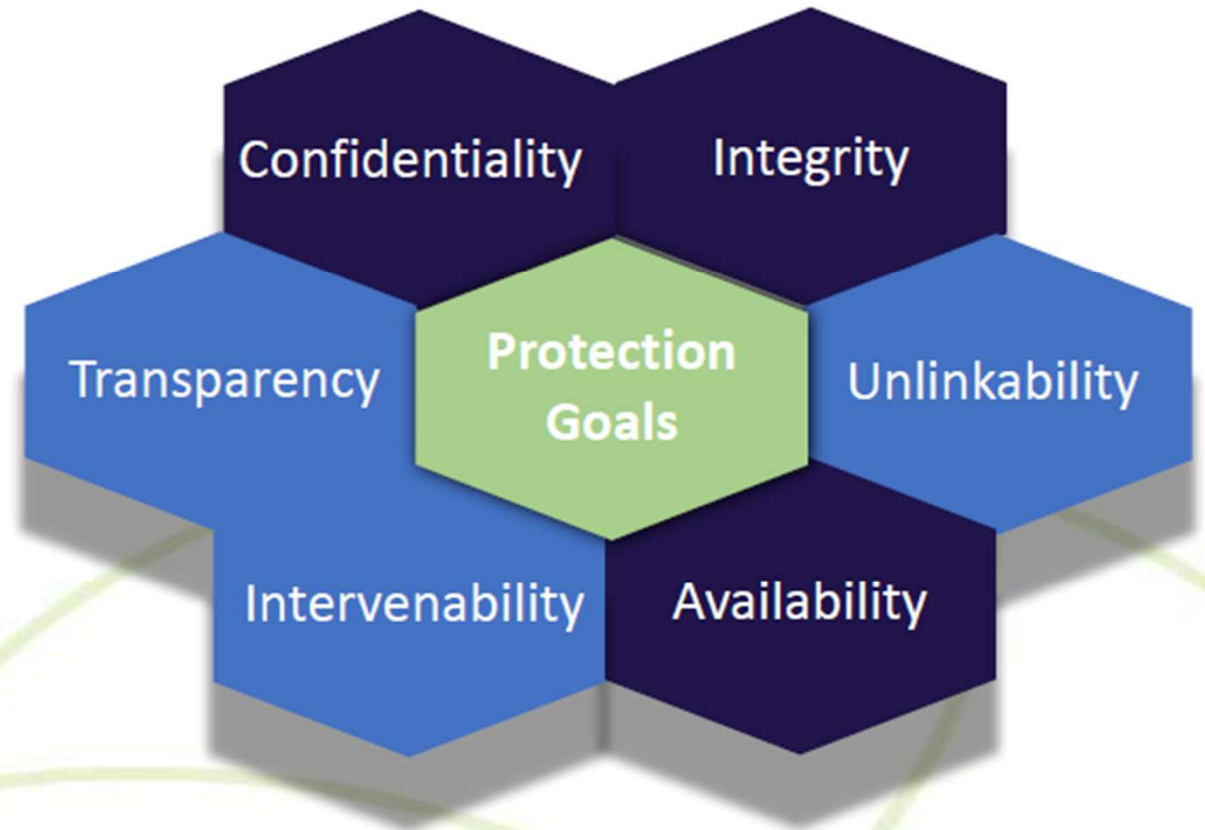 Confidentiality
Integrity
Transparency
Protection
Goals
Unlinkability
Intervenability
Availability